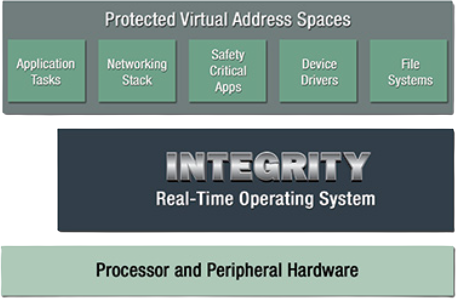 Protected Virtual Address Spaces
Application
Tasks
Networking
Stack
Safety
Critical
Apps
Device
Drivers
File
Systems
INTEGRITY
Real-Time Operating System
Processor and Peripheral Hardware